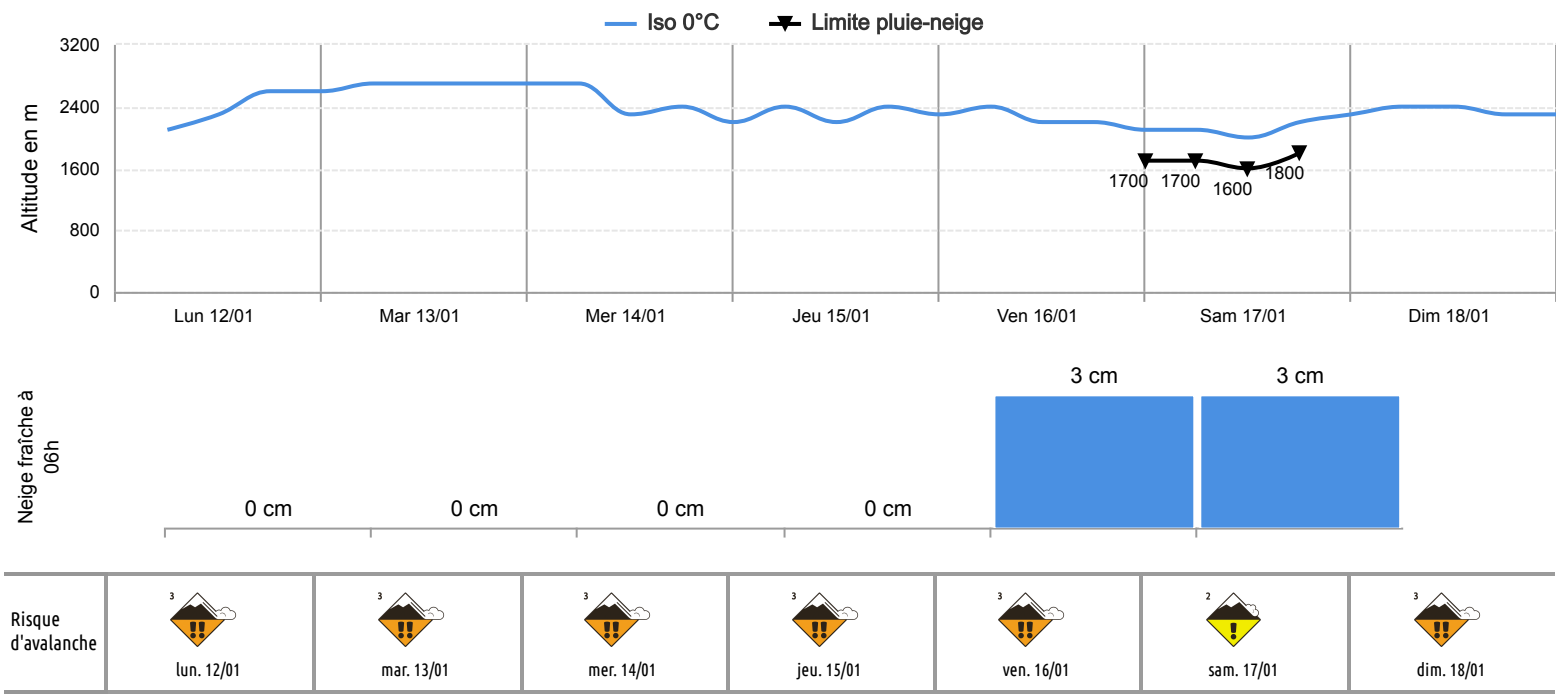 Iso 0°C Limite pluie-neige
Altitude en m
3200
2400
1600
800
0
1700 1700 1600 1800
Lun 12/01 Mar 13/01 Mer 14/01 Jeu 15/01 Ven 16/01 Sam 17/01 Dim 18/01
Neige fraîche à
06h
0 cm 0 cm 0 cm 0 cm 3 cm 3 cm
Risque
d'avalanche
3 3 3 3 3 2 3
!! !! !! !! !! ! !!
lun. 12/01 mar. 13/01 mer. 14/01 jeu. 15/01 ven. 16/01 sam. 17/01 dim. 18/01